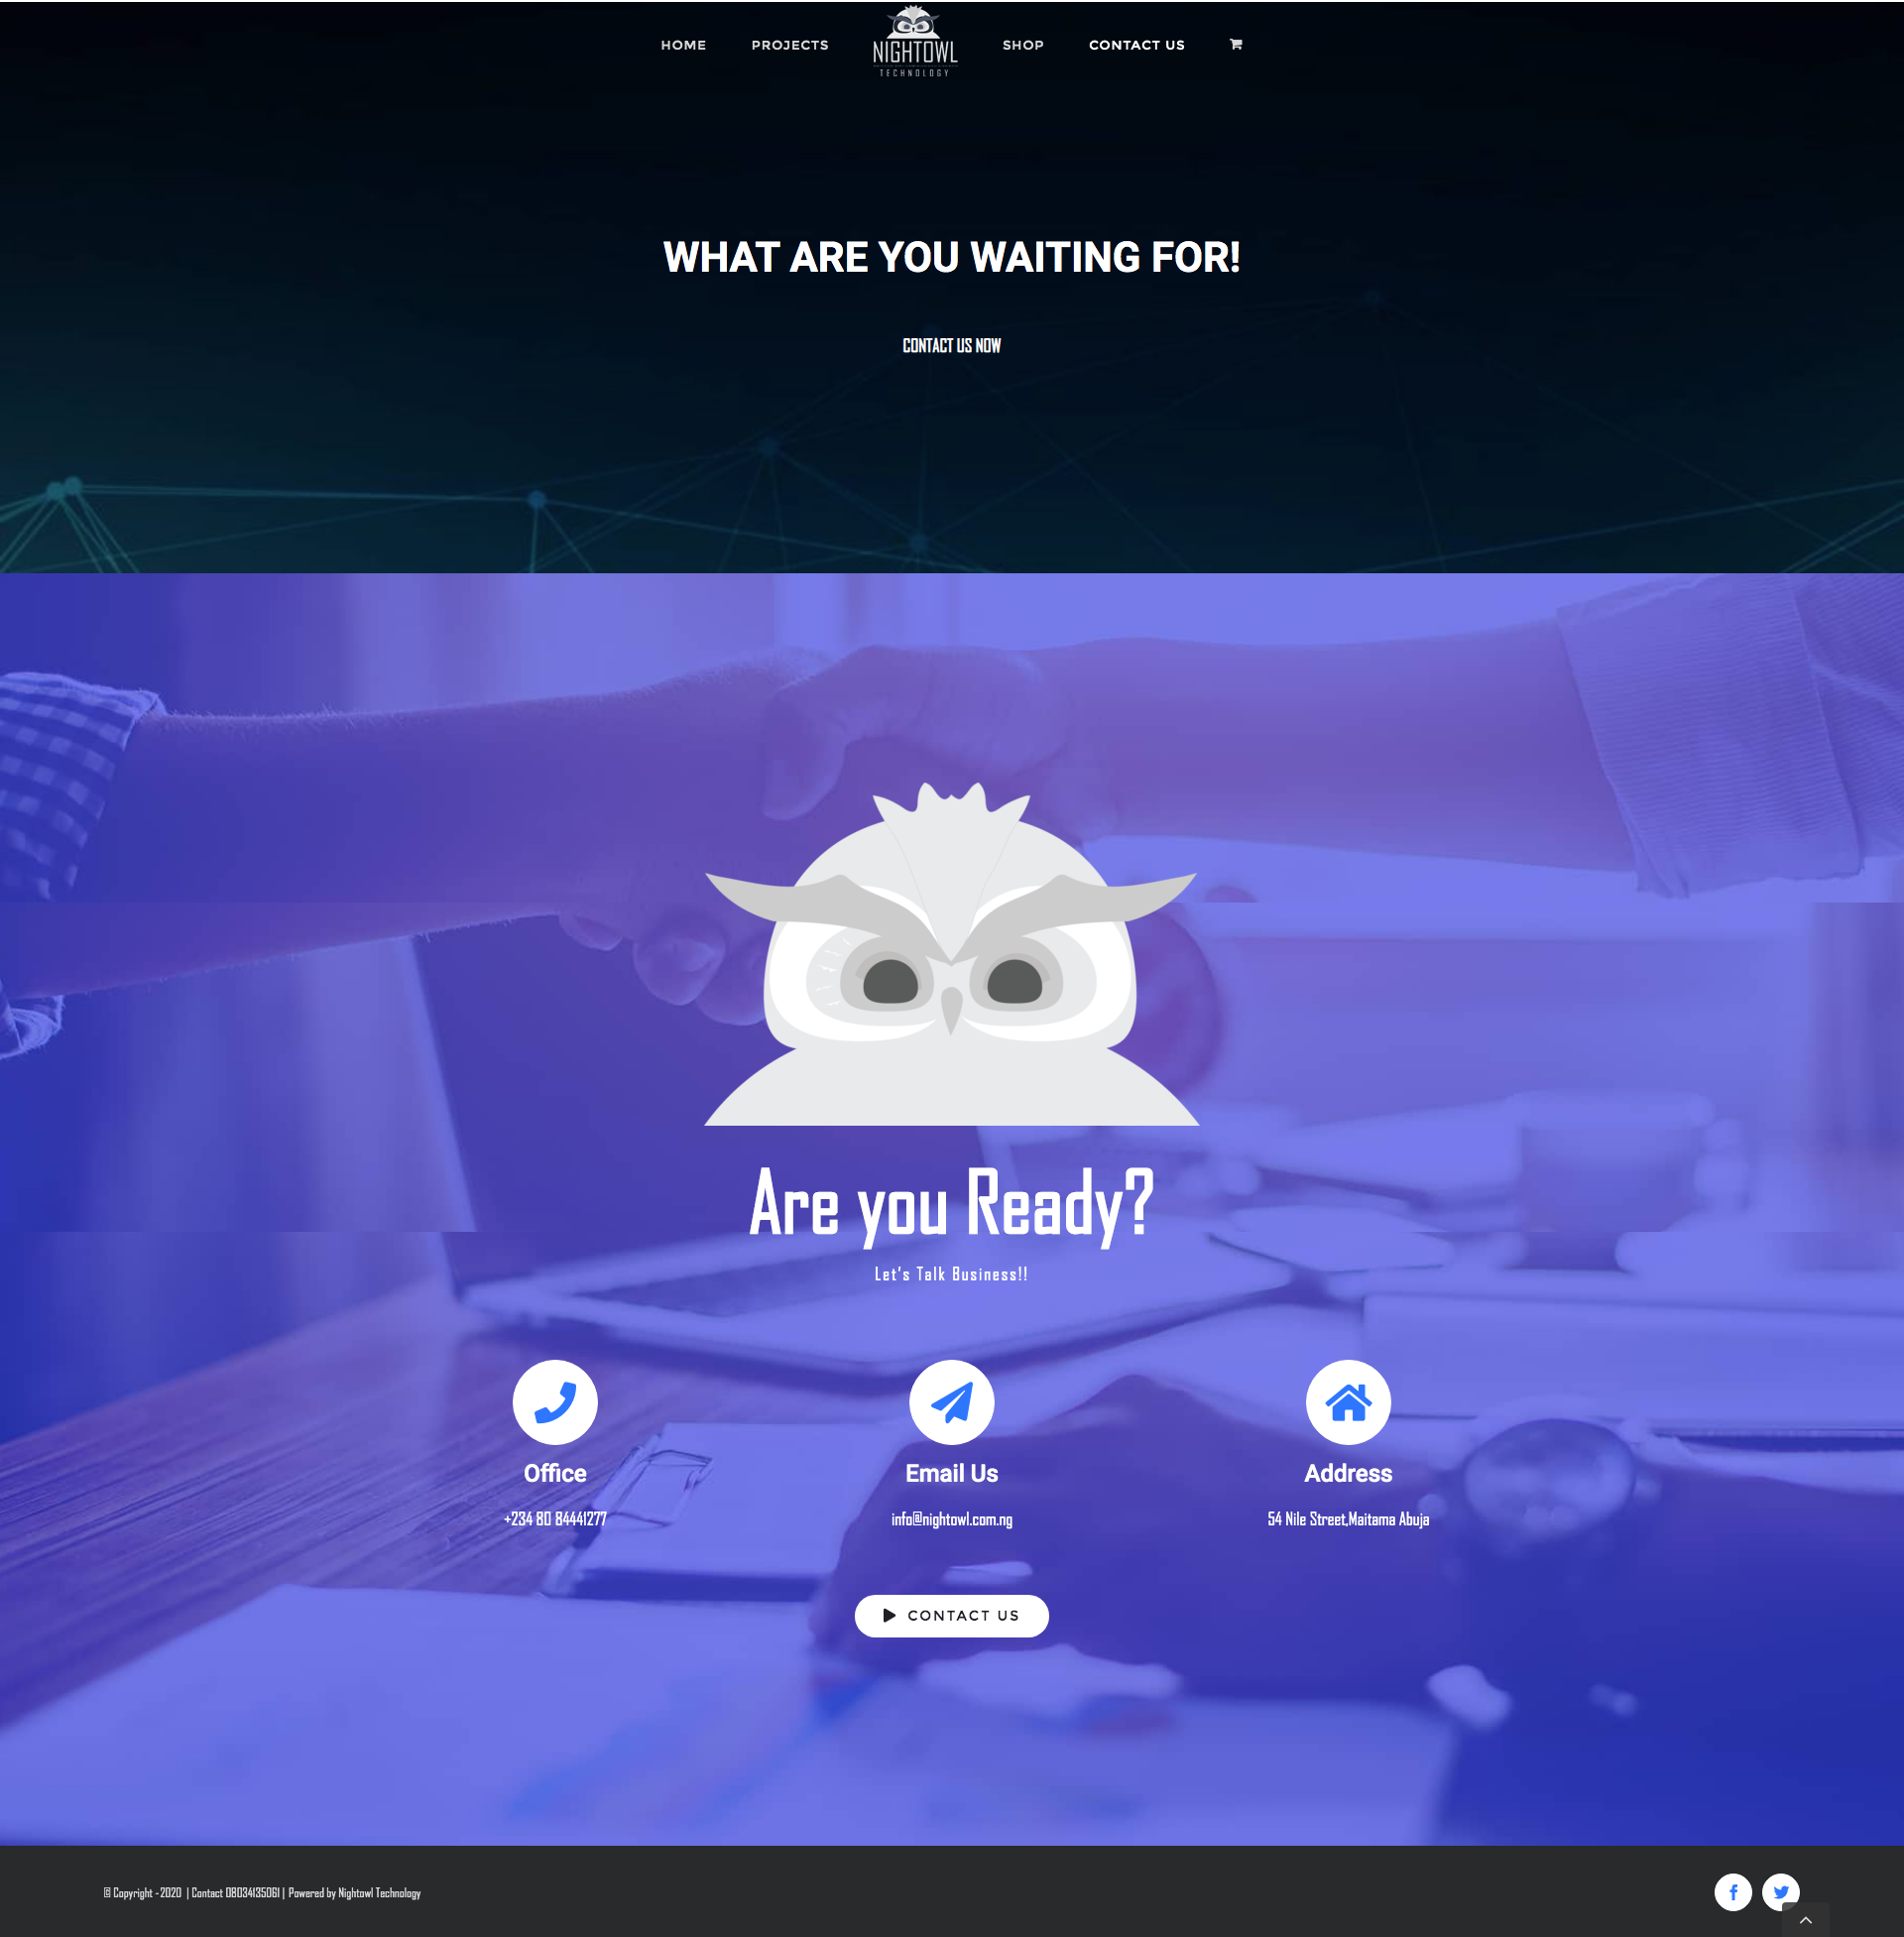 HOME PROJECTS NIGHTOWL TECHNOLOGY SHOP CONTACT US
WHAT ARE YOU WAITING FOR!
CONTACT US NOW
Are you Ready?
Let's Talk Business!!
Office
+234 80 84441277
Email Us
info@nightowl.com.ng
Address
54 Nile Street,Maitama Abuja
CONTACT US
© Copyright - 2020 | Contact 08034135061 | Powered by Nightowl Technology